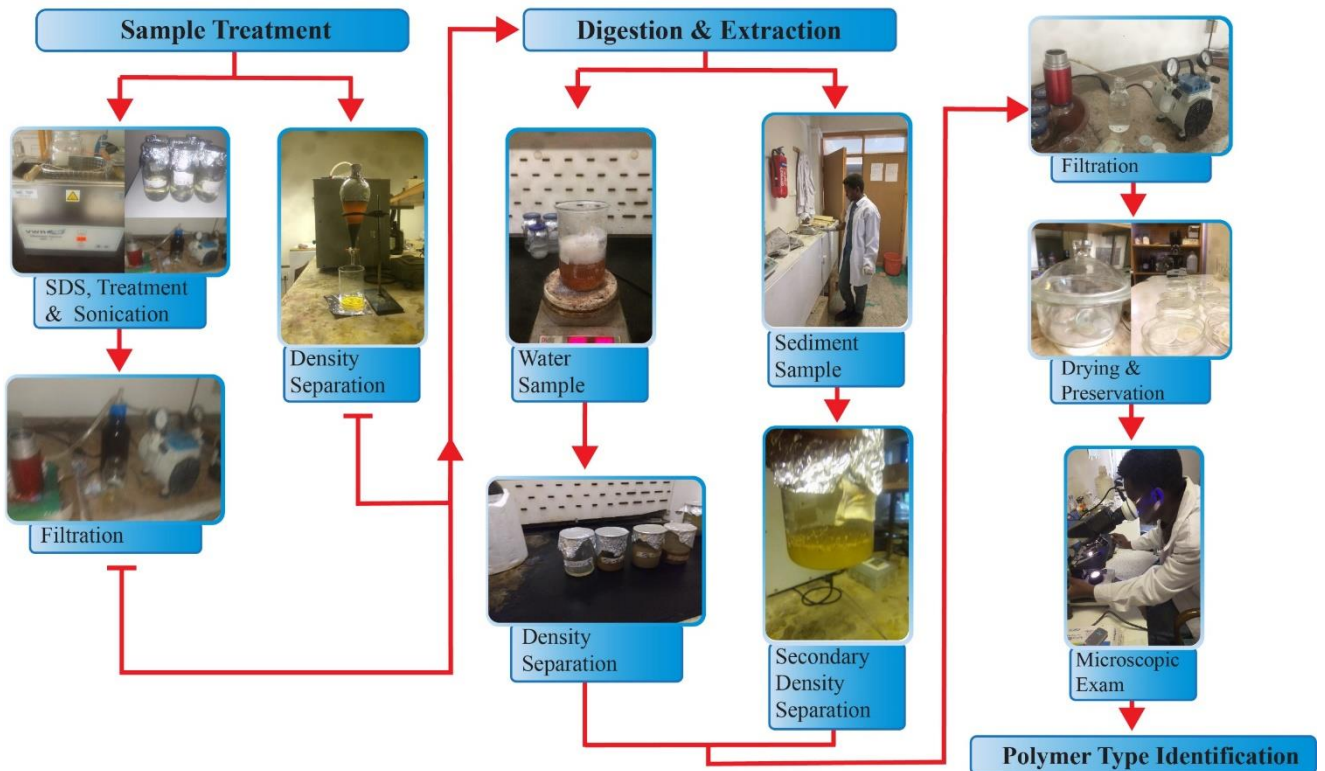 Sample Treatment
SDS, Treatment
& Sonication
Filtration
Density
Separation
Digestion & Extraction
Water
Sample
Density
Separation
Sediment
Sample
Secondary
Density
Separation
Filtration
Drying &
Preservation
Microscopic
Exam
Polymer Type Identification